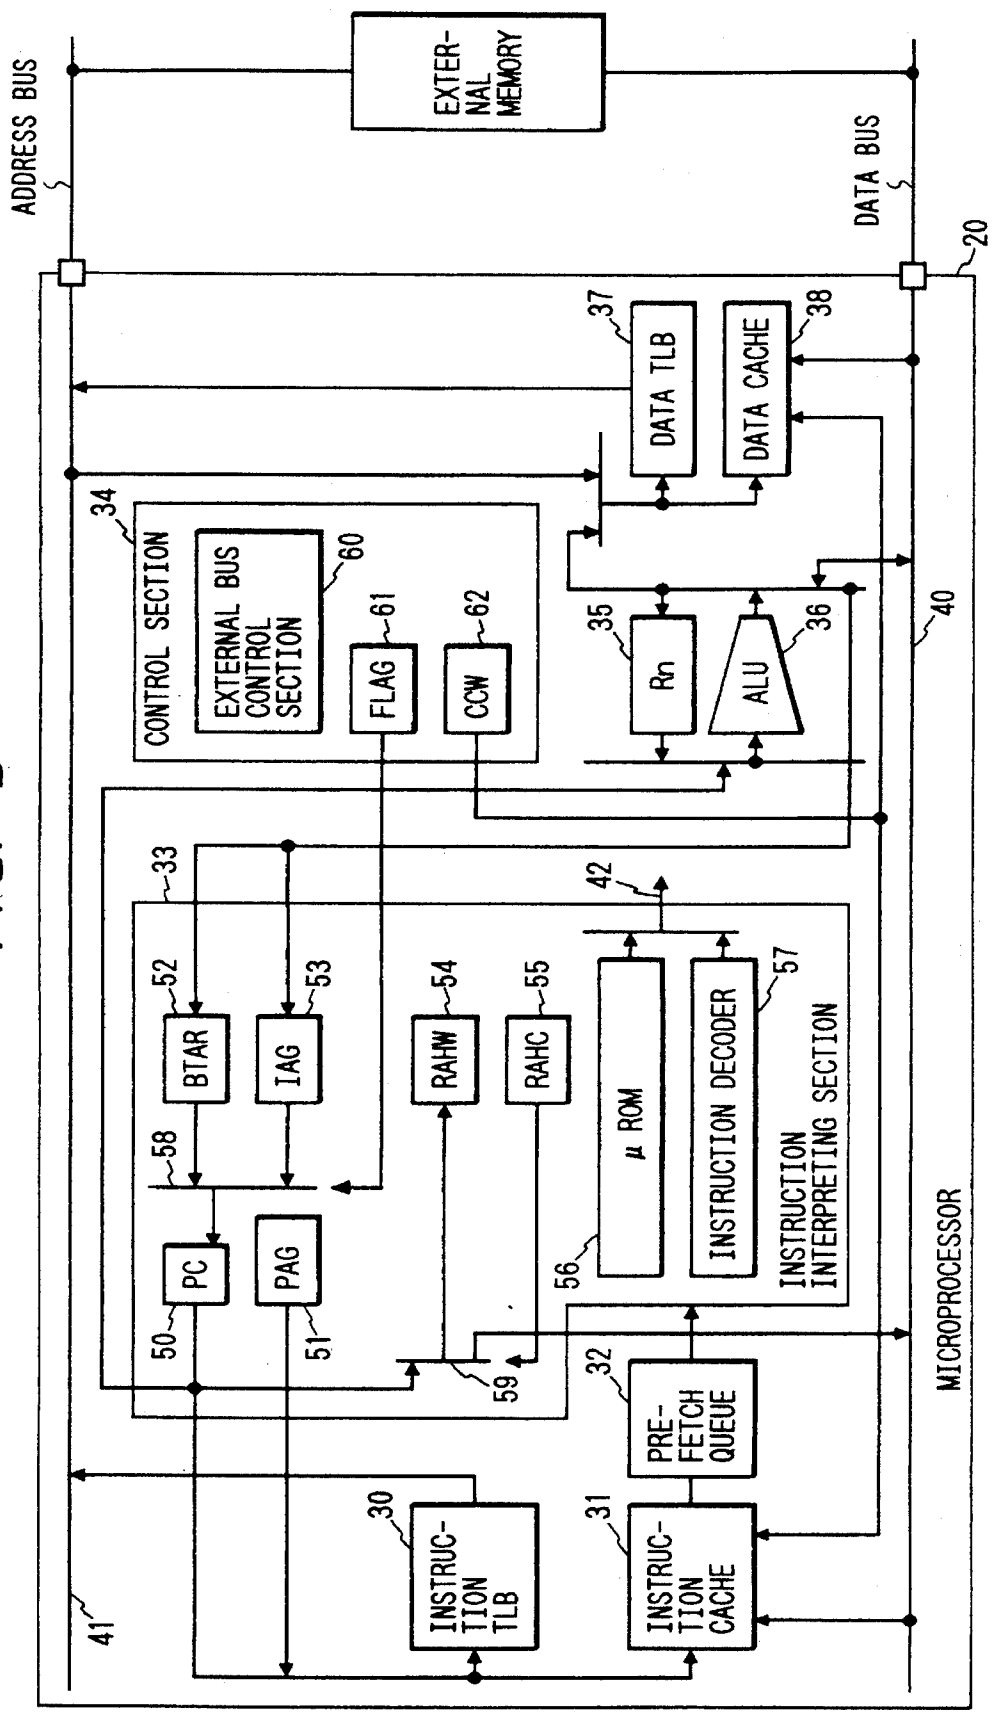 ADDRESS BUS
EXTER-
NAL
MEMORY
DATA BUS
20
37
DATA TLB
38
DATA CACHE
34
CONTROL SECTION
EXTERNAL BUS
CONTROL
SECTION
60
FLAG
61
CCW
62
35
Rn
36
ALU
40
33
52
BTAR
53
IAG
54
RAHW
55
RAHC
42
58
50
PC
51
PAG
59
56
μ ROM
57
INSTRUCTION DECODER
INSTRUCTION
INTERPRETING SECTION
32
PRE-
FETCH
QUEUE
30
INSTRUC-
TION
TLB
31
INSTRUC-
TION
CACHE
41
MICROPROCESSOR